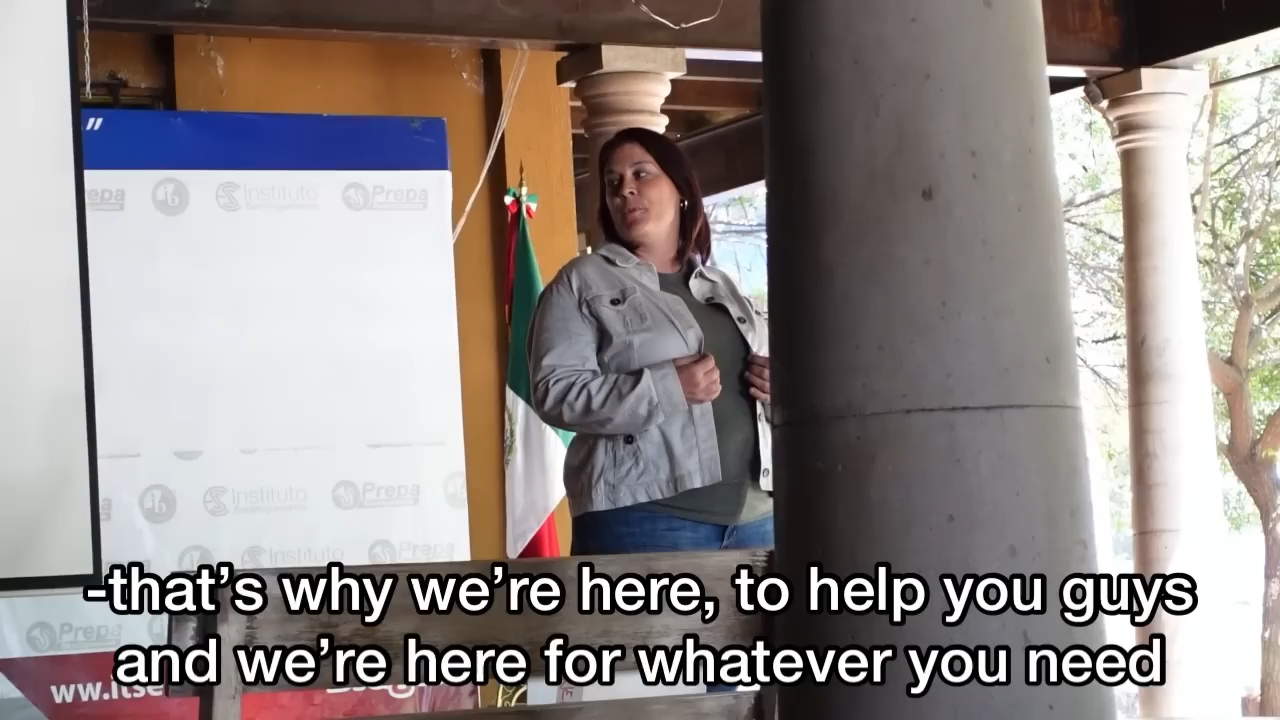 ”
Prepa
Instituto
Prepa
Instituto
Prepa
Instituto
Prepa
Prepa
-that’s why we’re here, to help you guys
and we’re here for whatever you need